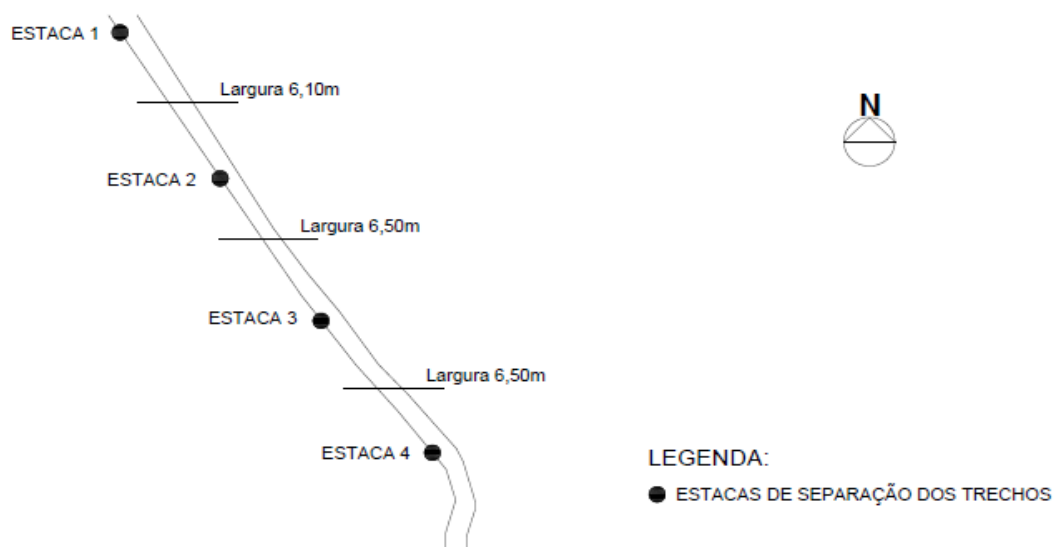 ESTACA 1
Largura 6,10m
N
ESTACA 2
Largura 6,50m
ESTACA 3
Largura 6,50m
ESTACA 4
LEGENDA:
ESTACAS DE SEPARAÇÃO DOS TRECHOS